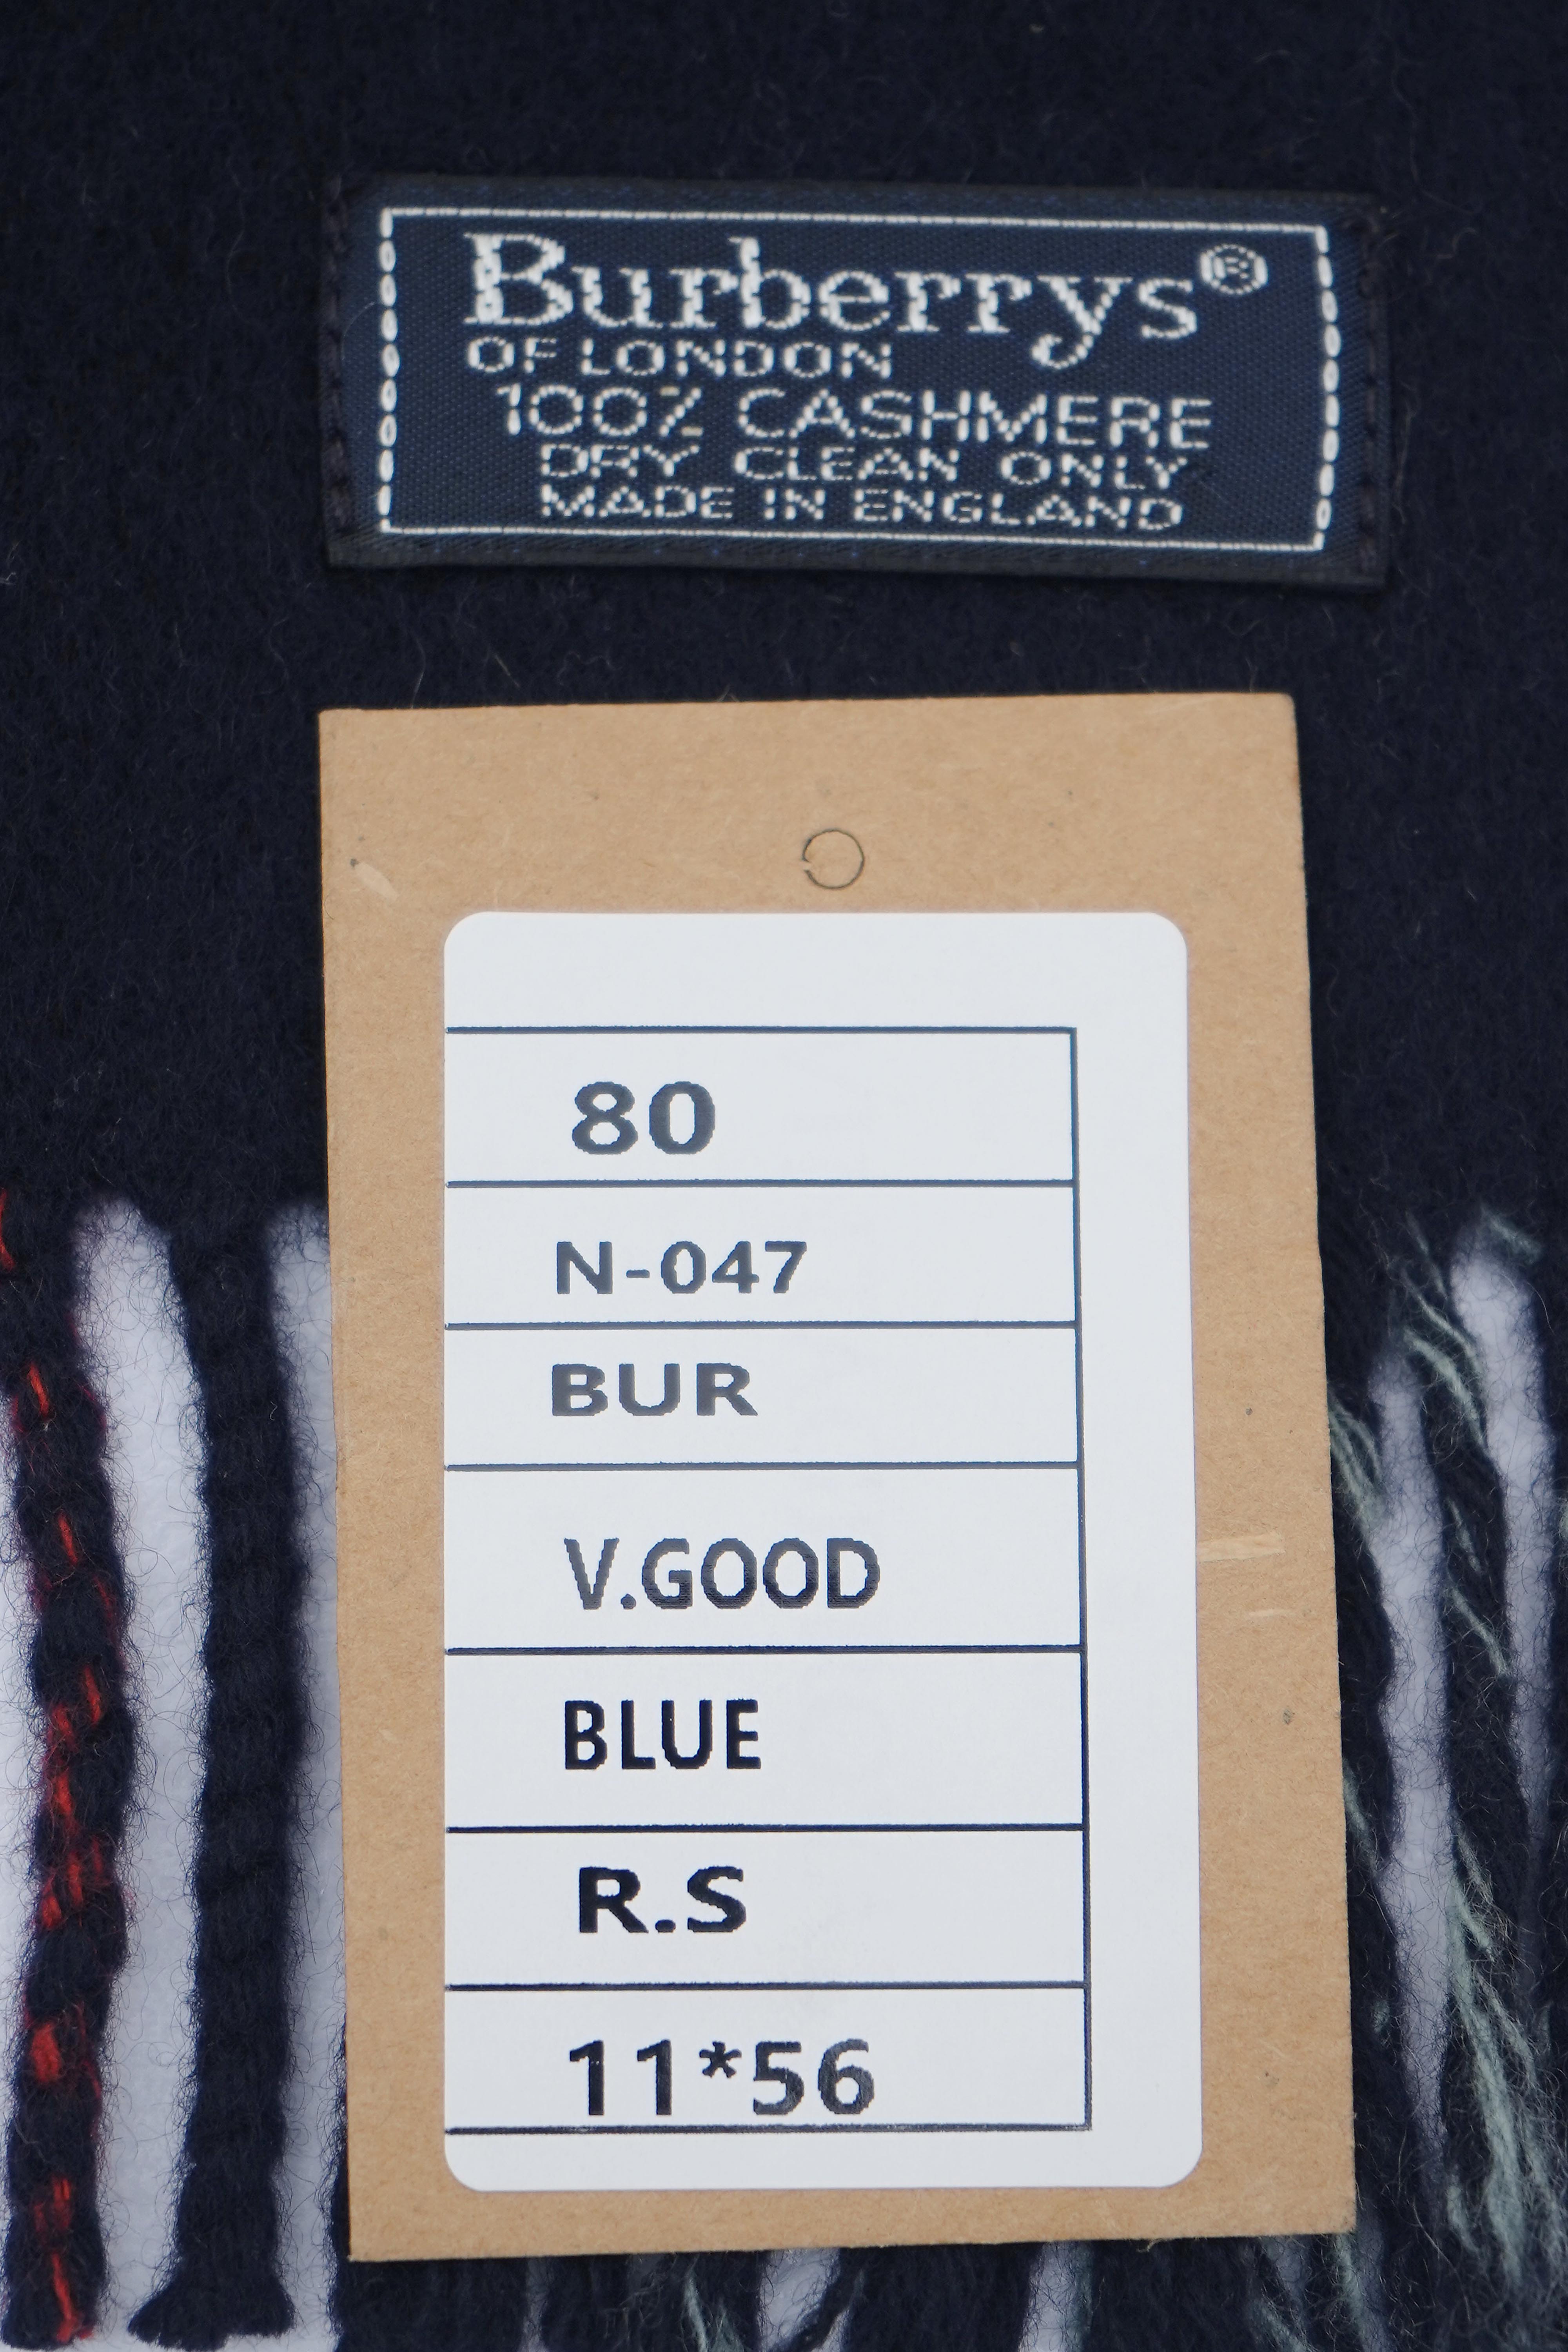 Burberrys®
OF LONDON
100% CASHMERE
DRY CLEAN ONLY
MADE IN ENGLAND
80
N-047
BUR
V.GOOD
BLUE
R.S
11*56